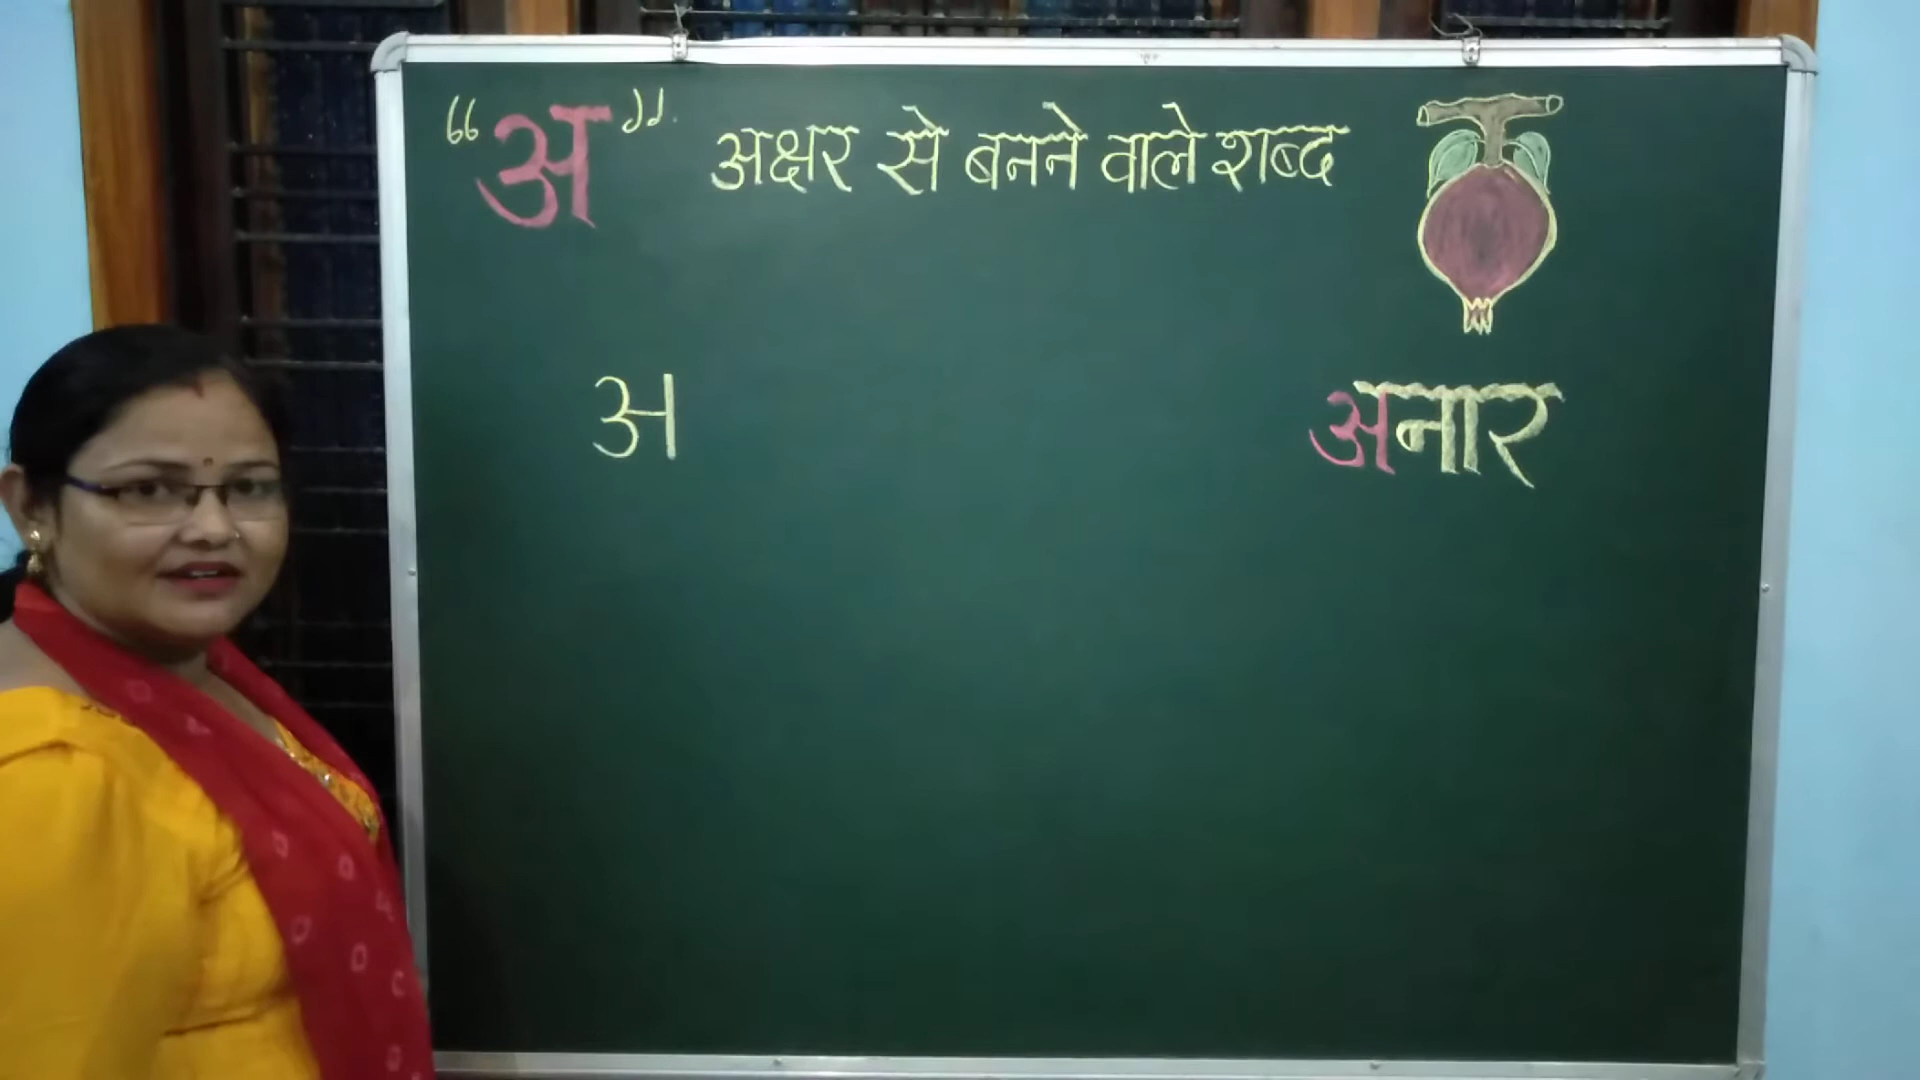 “अ” अक्षर से बनने वाले शब्द
अ
अनार